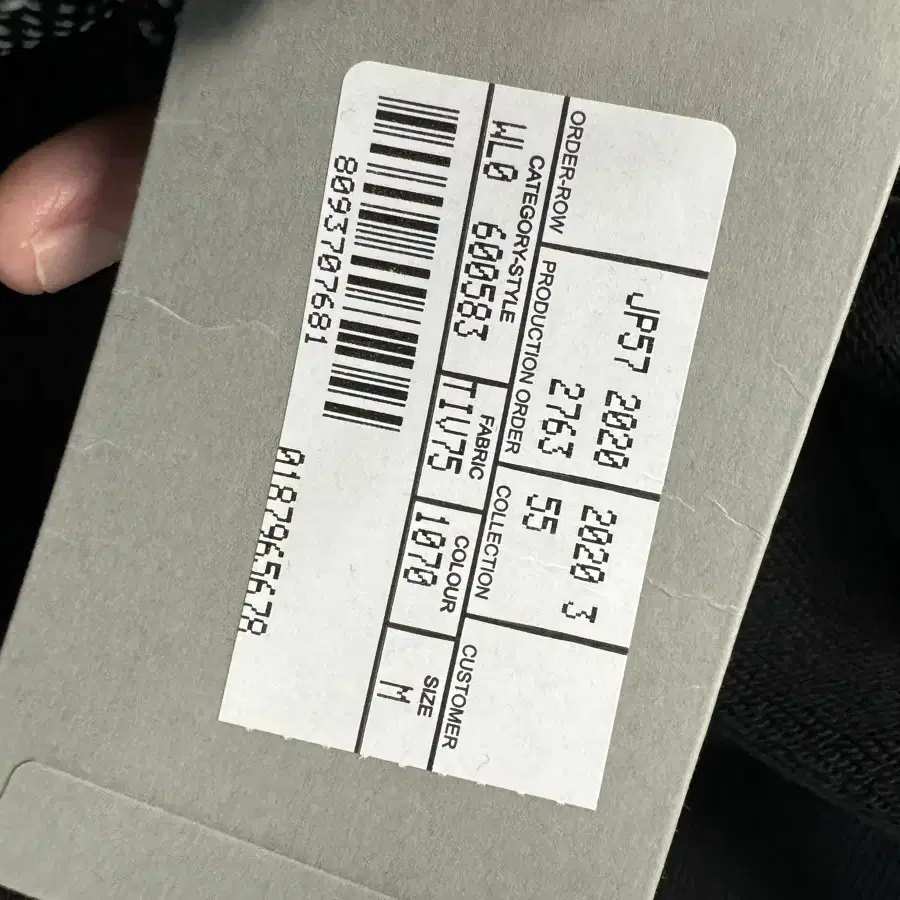 JP57 2020 2020 3
2763 55
ORDER-ROW PRODUCTION ORDER COLLECTION CUSTOMER
CATEGORY-STYLE FABRIC COLOUR SIZE
WL0 600583 TIV75 1070 M
8093707681
0187965678